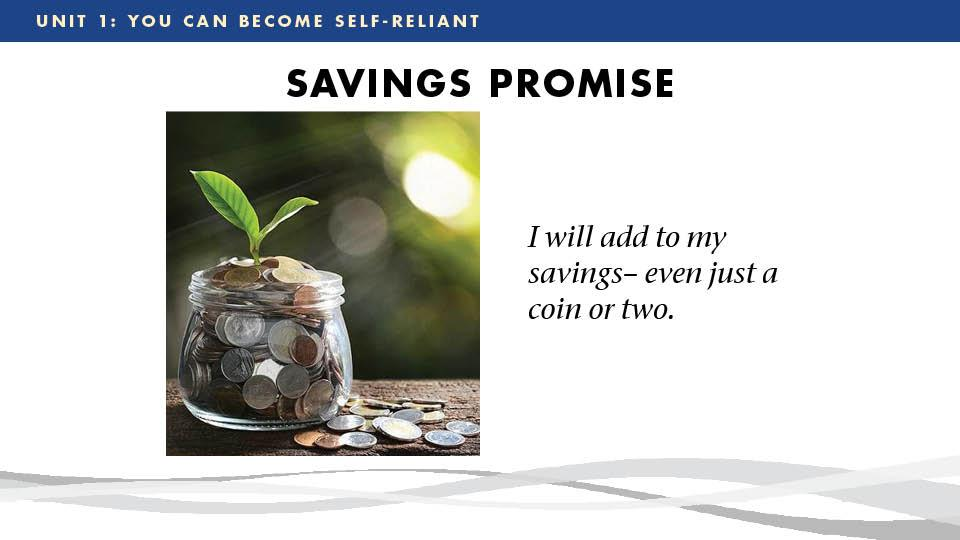 UNIT 1: YOU CAN BECOME SELF-RELIANT
SAVINGS PROMISE
I will add to my
savings– even just a
coin or two.